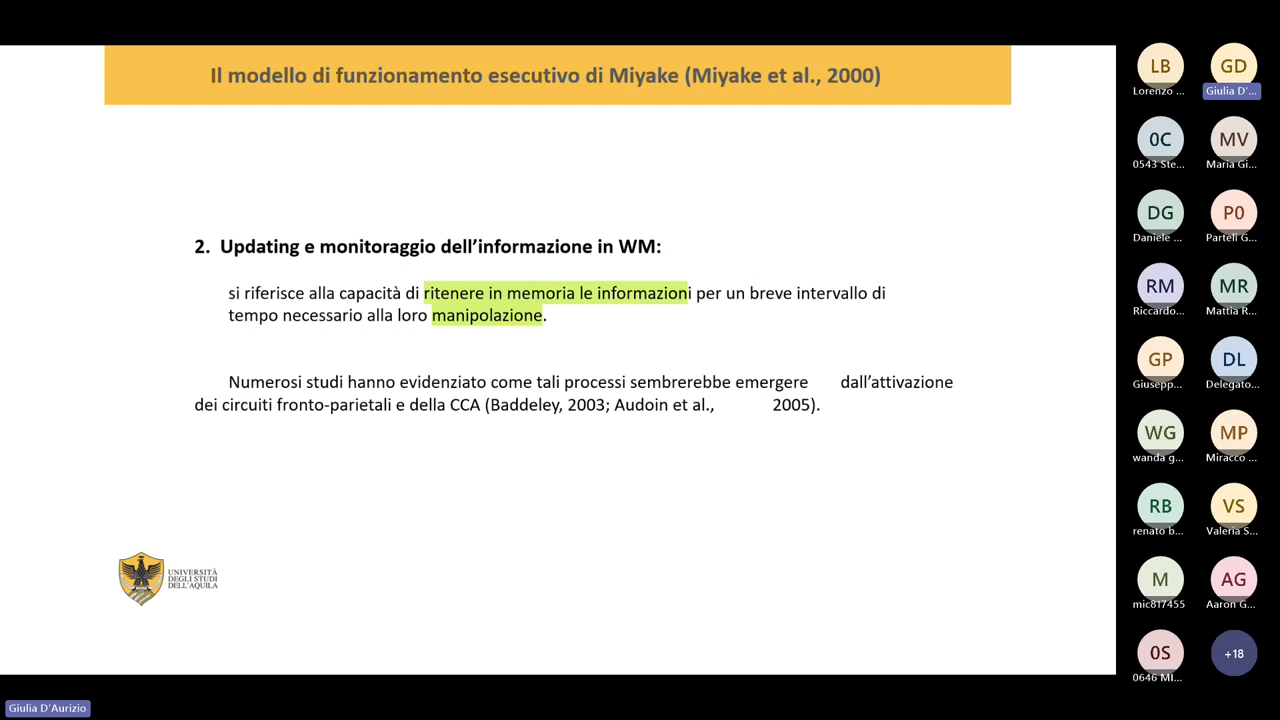 Il modello di funzionamento esecutivo di Miyake (Miyake et al., 2000)
2. Updating e monitoraggio dell'informazione in WM:
si riferisce alla capacità di ritenere in memoria le informazioni per un breve intervallo di
tempo necessario alla loro manipolazione.
Numerosi studi hanno evidenziato come tali processi sembrerebbe emergere dall'attivazione
dei circuiti fronto-parietali e della CCA (Baddeley, 2003; Audoin et al., 2005).
UNIVERSITÀ
DEGLI STUDI
DELL'AQUILA
LB GD
Lorenzo ... Giulia D'...
0C MV
0543 Ste... Maria Gi...
DG P0
Daniele ... Parteli G...
RM MR
Riccardo... Mattia R...
GP DL
Giusepp... Delegato...
WG MP
wanda g... Miracco ...
RB VS
renato b... Valeria S...
M AG
mic817455 Aaron G...
0S +18
0646 MI...
Giulia D'Aurizio